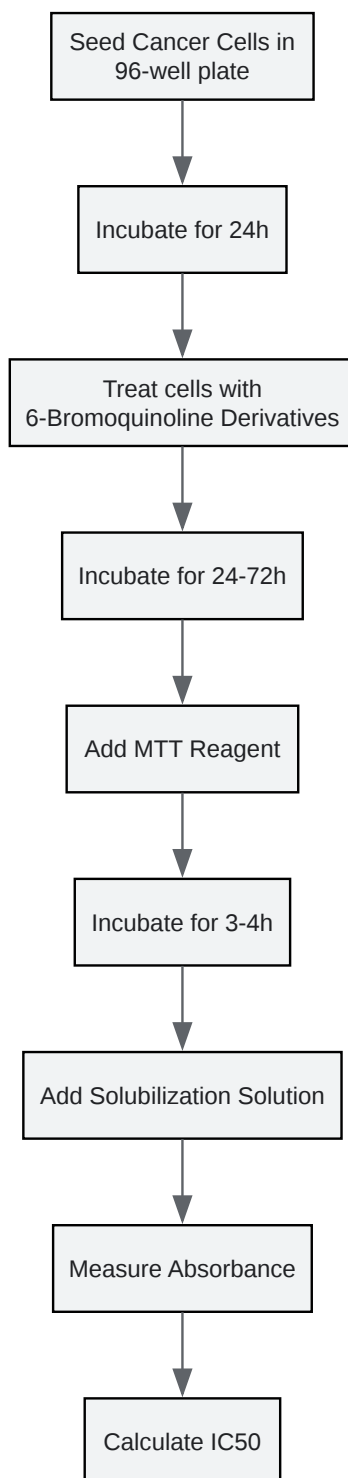 Seed Cancer Cells in
96-well plate
Incubate for 24h
Treat cells with
6-Bromoquinoline Derivatives
Incubate for 24-72h
Add MTT Reagent
Incubate for 3-4h
Add Solubilization Solution
Measure Absorbance
Calculate IC50